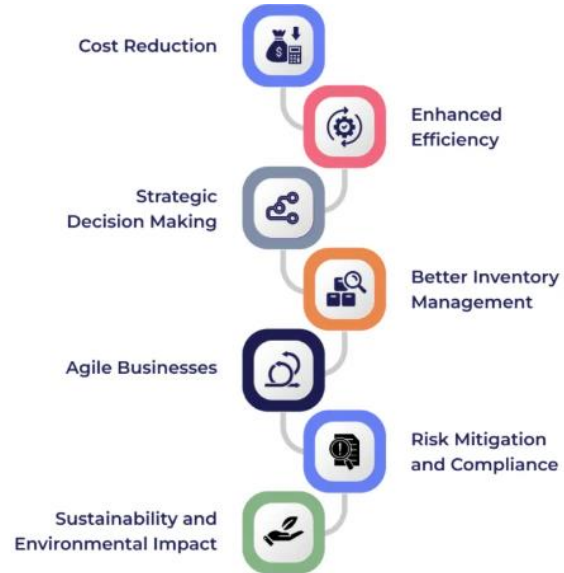 Cost Reduction
Enhanced
Efficiency
Strategic
Decision Making
Better Inventory
Management
Agile Businesses
Risk Mitigation
and Compliance
Sustainability and
Environmental Impact